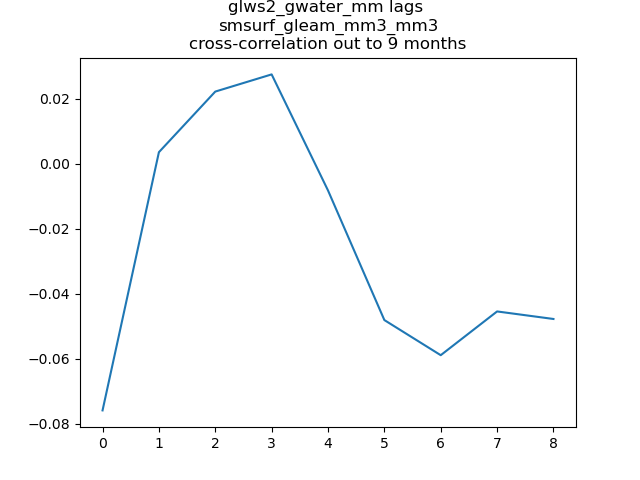 glws2_gwater_mm lags
smsurf_gleam_mm3_mm3
cross-correlation out to 9 months
0.02
0.00
−0.02
−0.04
−0.06
−0.08
0 1 2 3 4 5 6 7 8